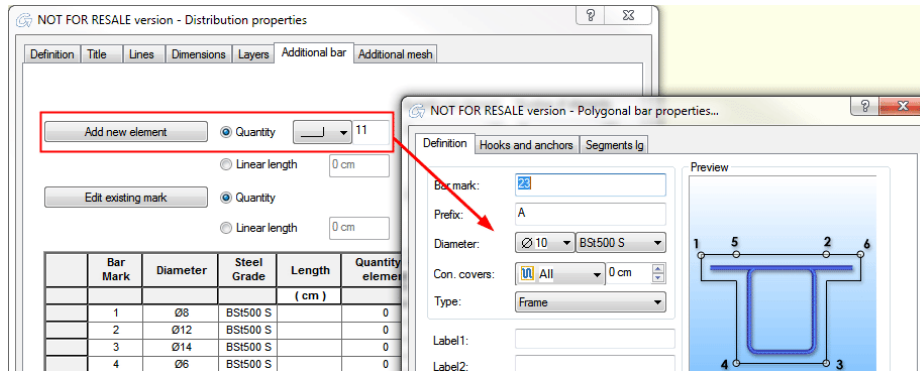 NOT FOR RESALE version - Distribution properties
Definition Title Lines Dimensions Layers Additional bar Additional mesh
Add new element Quantity 11
Linear length 0 cm
Edit existing mark Quantity
Linear length 0 cm
Bar Mark Diameter Steel Grade Length Quantity elemen
( cm )
1 Ø8 BSt500 S 0
2 Ø12 BSt500 S 0
3 Ø14 BSt500 S 0
4 Ø6 BSt500 S 0
NOT FOR RESALE version - Polygonal bar properties...
Definition Hooks and anchors Segments lg
Bar mark: 23
Prefix: A
Diameter: Ø 10 BSt500 S
Con. covers: All 0 cm
Type: Frame
Label1:
Label2:
Preview
1 5 2 6
4 3